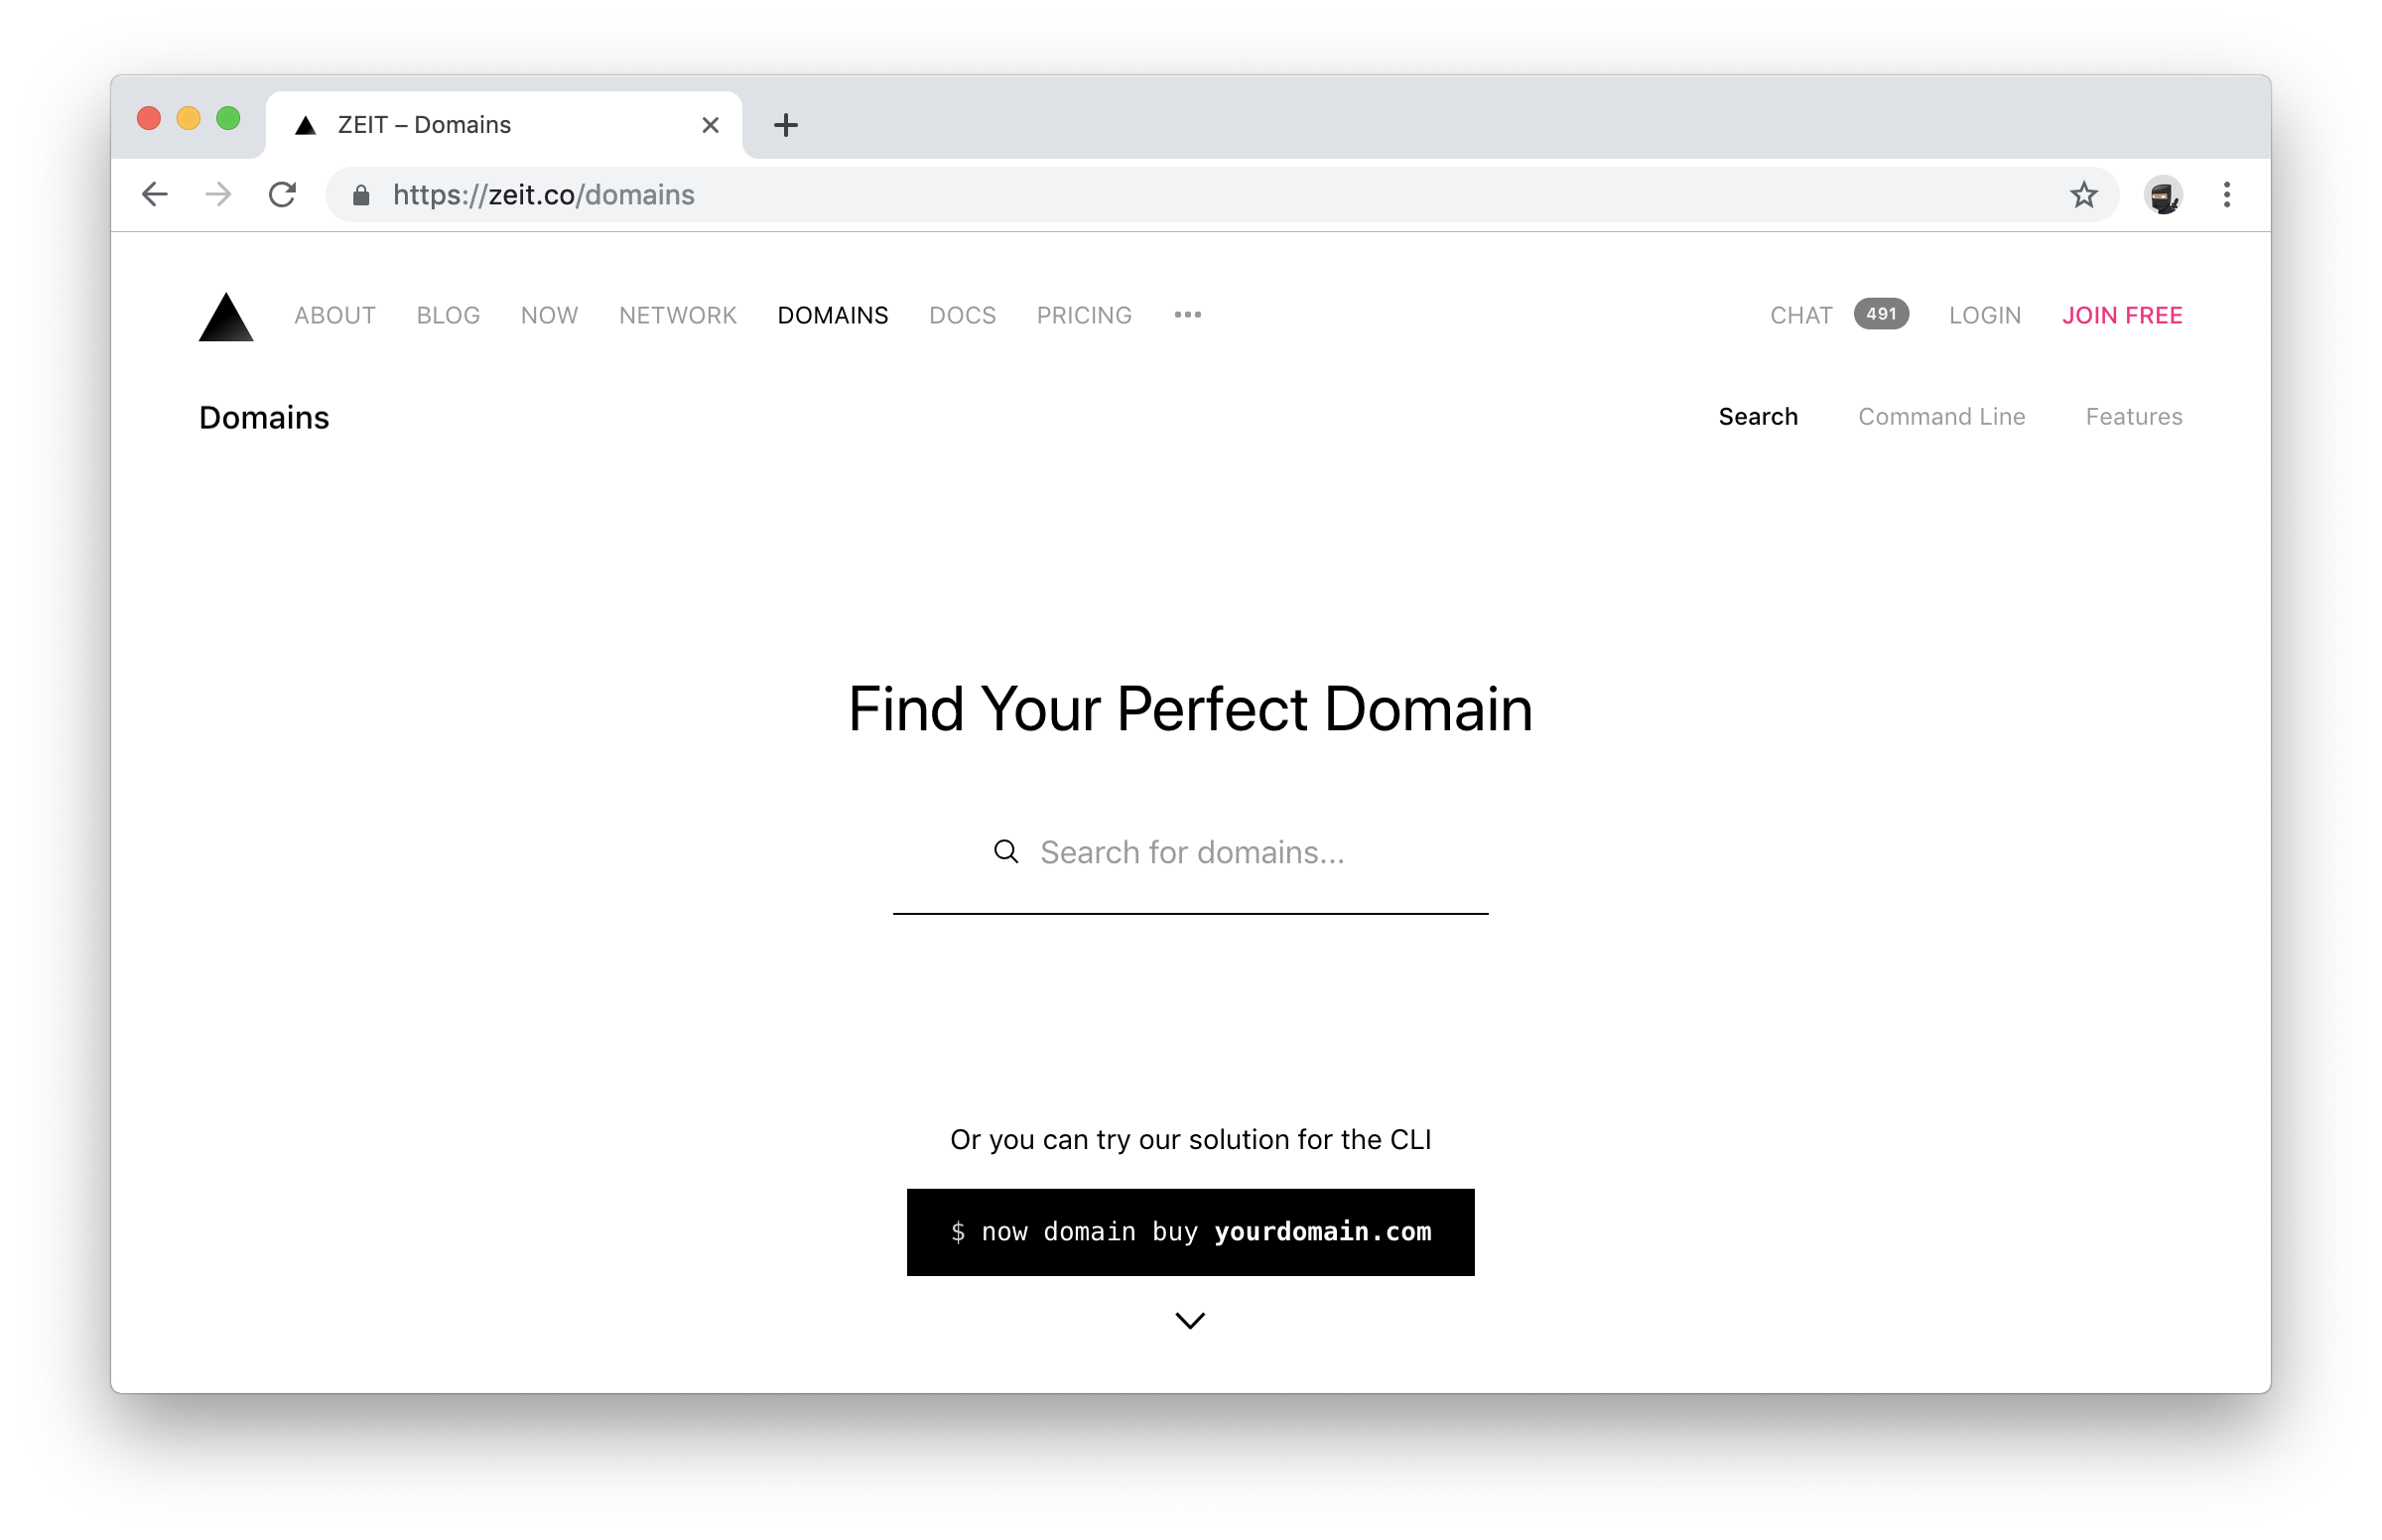 ZEIT – Domains
https://zeit.co/domains
ABOUT BLOG NOW NETWORK DOMAINS DOCS PRICING CHAT 491 LOGIN JOIN FREE
Domains Search Command Line Features
Find Your Perfect Domain
Search for domains...
Or you can try our solution for the CLI
$ now domain buy yourdomain.com